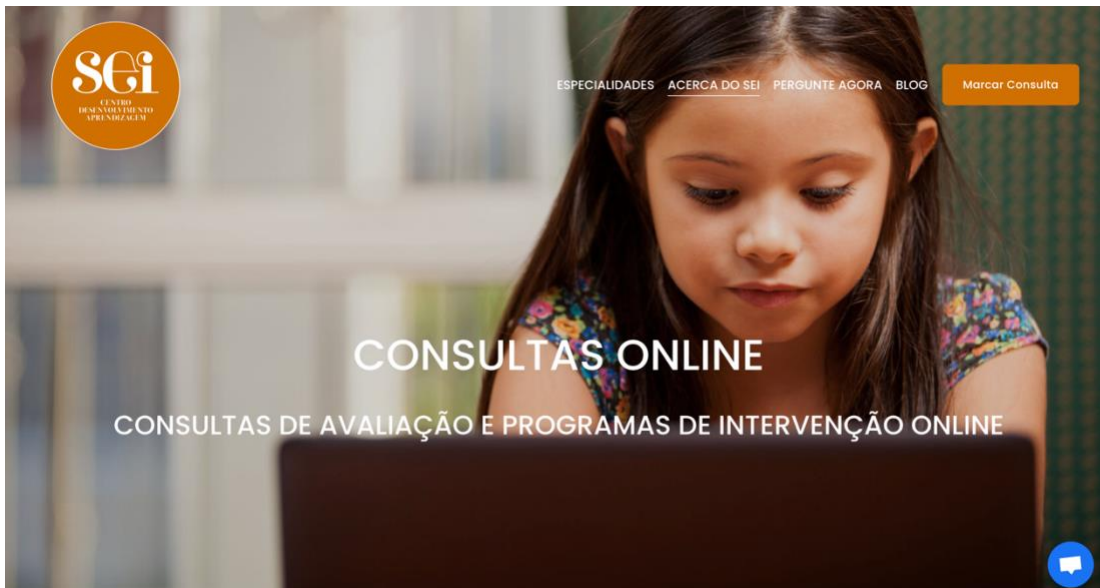 sei
CENTRO
DESENVOLVIMENTO
APRENDIZAGEM
ESPECIALIDADES ACERCA DO SEI PERGUNTE AGORA BLOG Marcar Consulta
CONSULTAS ONLINE
CONSULTAS DE AVALIAÇÃO E PROGRAMAS DE INTERVENÇÃO ONLINE